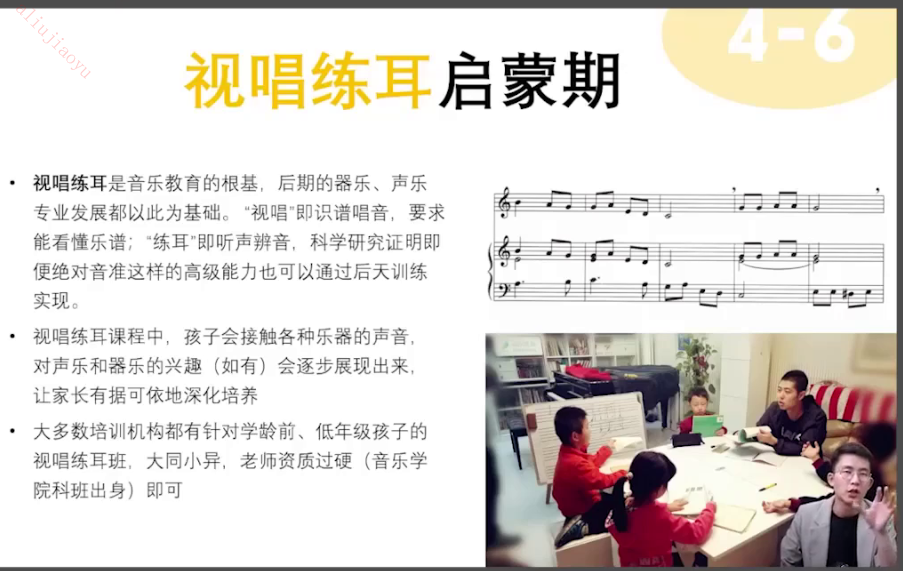 aliujiaoyu
4-6
视唱练耳启蒙期
• 视唱练耳是音乐教育的根基，后期的器乐、声乐
专业发展都以此为基础。“视唱”即识谱唱音，要求
能看懂乐谱；“练耳”即听声辨音，科学研究证明即
便绝对音准这样的高级能力也可以通过后天训练
实现。
• 视唱练耳课程中，孩子会接触各种乐器的声音，
对声乐和器乐的兴趣（如有）会逐步展现出来，
让家长有据可依地深化培养
• 大多数培训机构都有针对学龄前、低年级孩子的
视唱练耳班，大同小异，老师资质过硬（音乐学
院科班出身）即可